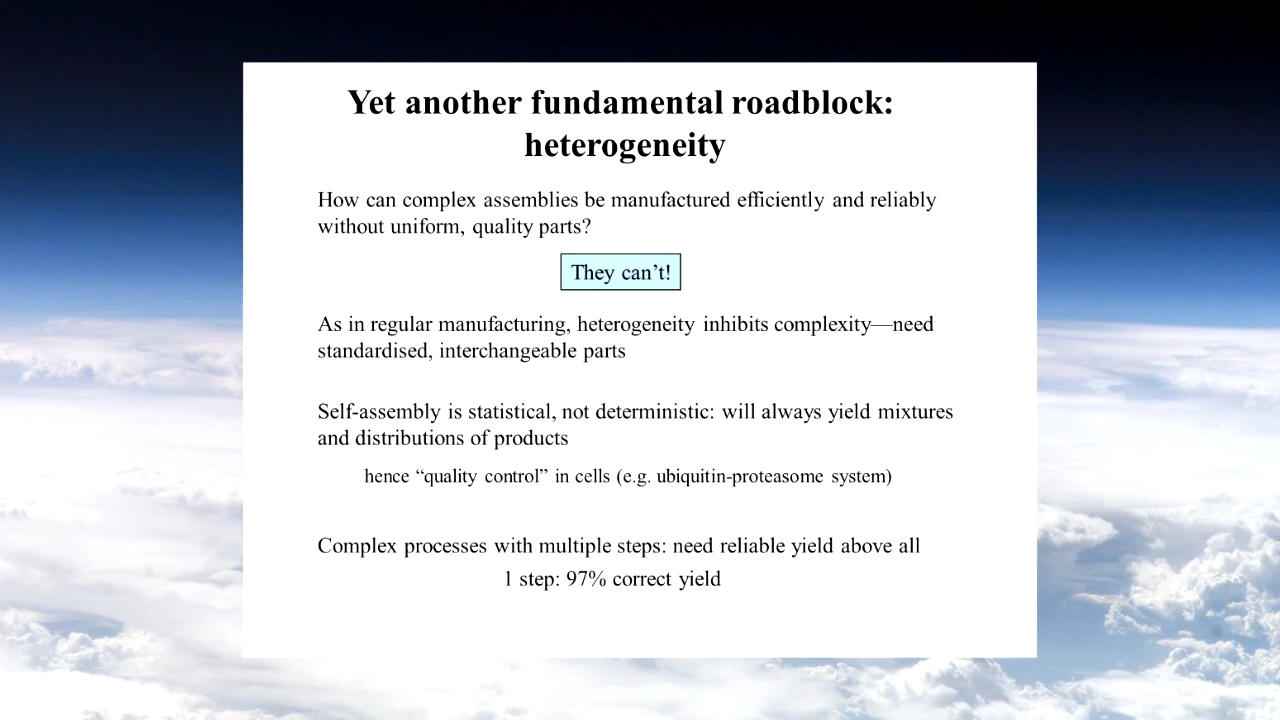 Yet another fundamental roadblock:
heterogeneity
How can complex assemblies be manufactured efficiently and reliably
without uniform, quality parts?
They can’t!
As in regular manufacturing, heterogeneity inhibits complexity—need
standardised, interchangeable parts
Self-assembly is statistical, not deterministic: will always yield mixtures
and distributions of products
hence “quality control” in cells (e.g. ubiquitin-proteasome system)
Complex processes with multiple steps: need reliable yield above all
1 step: 97% correct yield